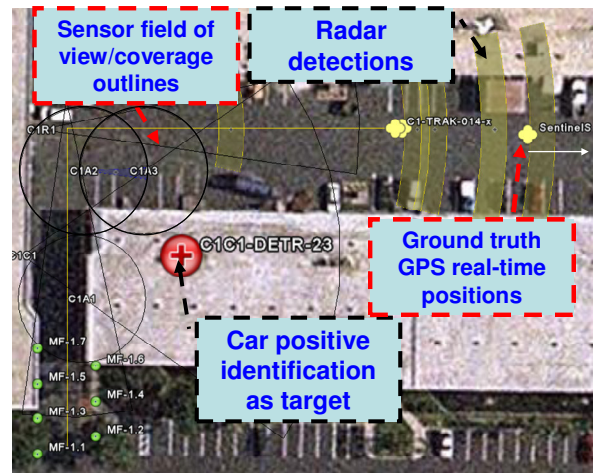 Sensor field of
view/coverage
outlines
Radar
detections
C1R1
C1-TRAK-014-x
SentinelS
C1A2
C1A3
C1C1-DETR-23
Ground truth
GPS real-time
positions
C1C1
C1A1
Car positive
identification
as target
MF-1.7
MF-1.6
MF-1.5
MF-1.4
MF-1.3
MF-1.2
MF-1.1